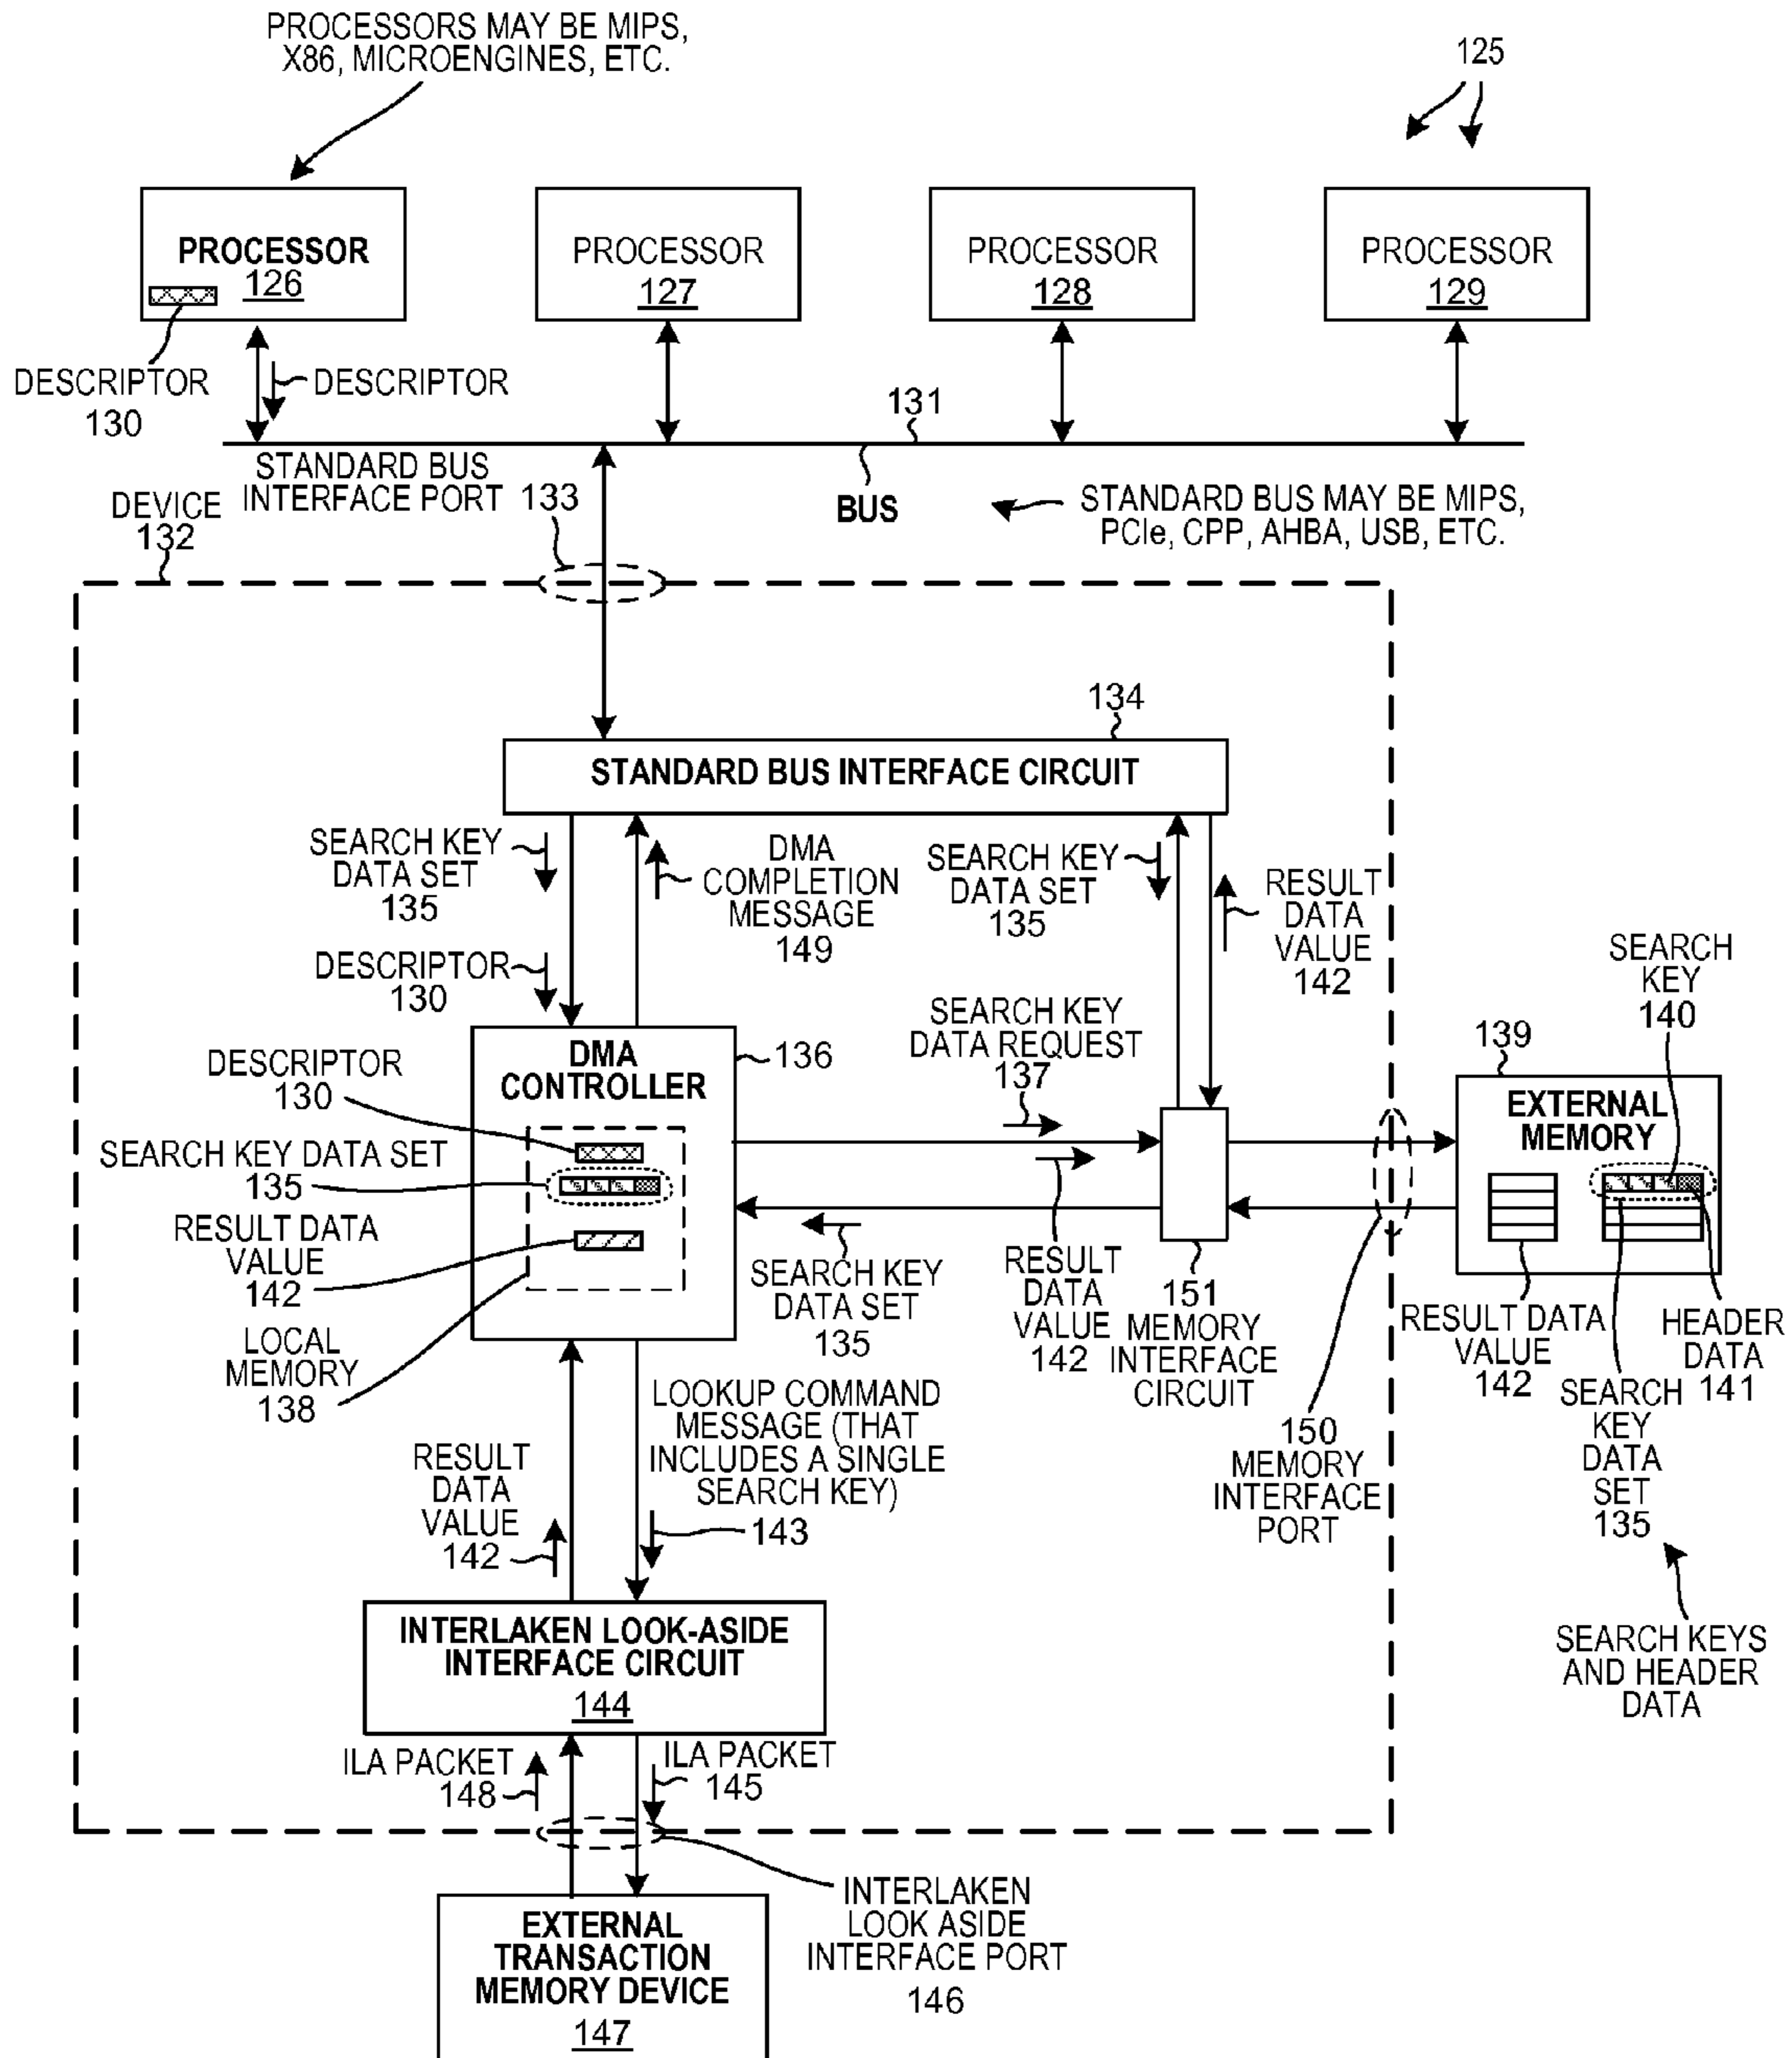 PROCESSORS MAY BE MIPS,
X86, MICROENGINES, ETC.
125
PROCESSOR
126
PROCESSOR
127
PROCESSOR
128
PROCESSOR
129
DESCRIPTOR
130
DESCRIPTOR
131
BUS
STANDARD BUS
INTERFACE PORT
133
STANDARD BUS MAY BE MIPS,
PCIe, CPP, AHBA, USB, ETC.
DEVICE
132
134
STANDARD BUS INTERFACE CIRCUIT
SEARCH KEY
DATA SET
135
DMA
COMPLETION
MESSAGE
149
SEARCH KEY
DATA SET
135
RESULT
DATA
VALUE
142
DESCRIPTOR
130
SEARCH KEY
DATA REQUEST
137
SEARCH
KEY
140
139
EXTERNAL
MEMORY
DMA
CONTROLLER
136
DESCRIPTOR
130
SEARCH KEY DATA SET
135
RESULT DATA
VALUE
142
LOCAL
MEMORY
138
SEARCH KEY
DATA SET
135
RESULT
DATA
VALUE
142
151
MEMORY
INTERFACE
CIRCUIT
RESULT DATA
VALUE
142
HEADER
DATA
141
SEARCH
KEY
DATA
SET
135
150
MEMORY
INTERFACE
PORT
SEARCH KEYS
AND HEADER
DATA
RESULT
DATA
VALUE
142
LOOKUP COMMAND
MESSAGE (THAT
INCLUDES A SINGLE
SEARCH KEY)
143
INTERLAKEN LOOK-ASIDE
INTERFACE CIRCUIT
144
ILA PACKET
148
ILA PACKET
145
INTERLAKEN
LOOK ASIDE
INTERFACE PORT
146
EXTERNAL
TRANSACTION
MEMORY DEVICE
147